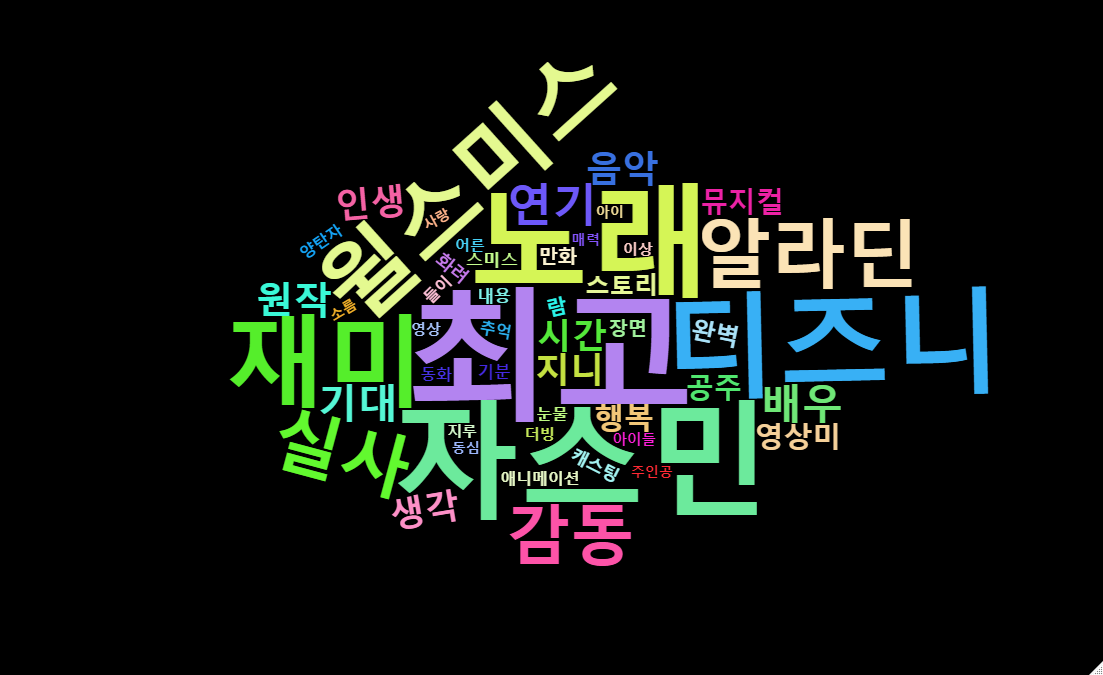 윌스미스
음악
인생
연기
노래
뮤지컬
사랑
아이
양탄자
어른
매력
이상
알라딘
스미스
만화
화려
둘이
스토리
원작
소름
내용
람
재미
영상
최고
추억
시간
장면
디즈니
완벽
동화
기분
지니
공주
기대
배우
실사
자스민
눈물
행복
영상미
지루
더빙
아이들
동심
캐스팅
주인공
애니메이션
생각
감동